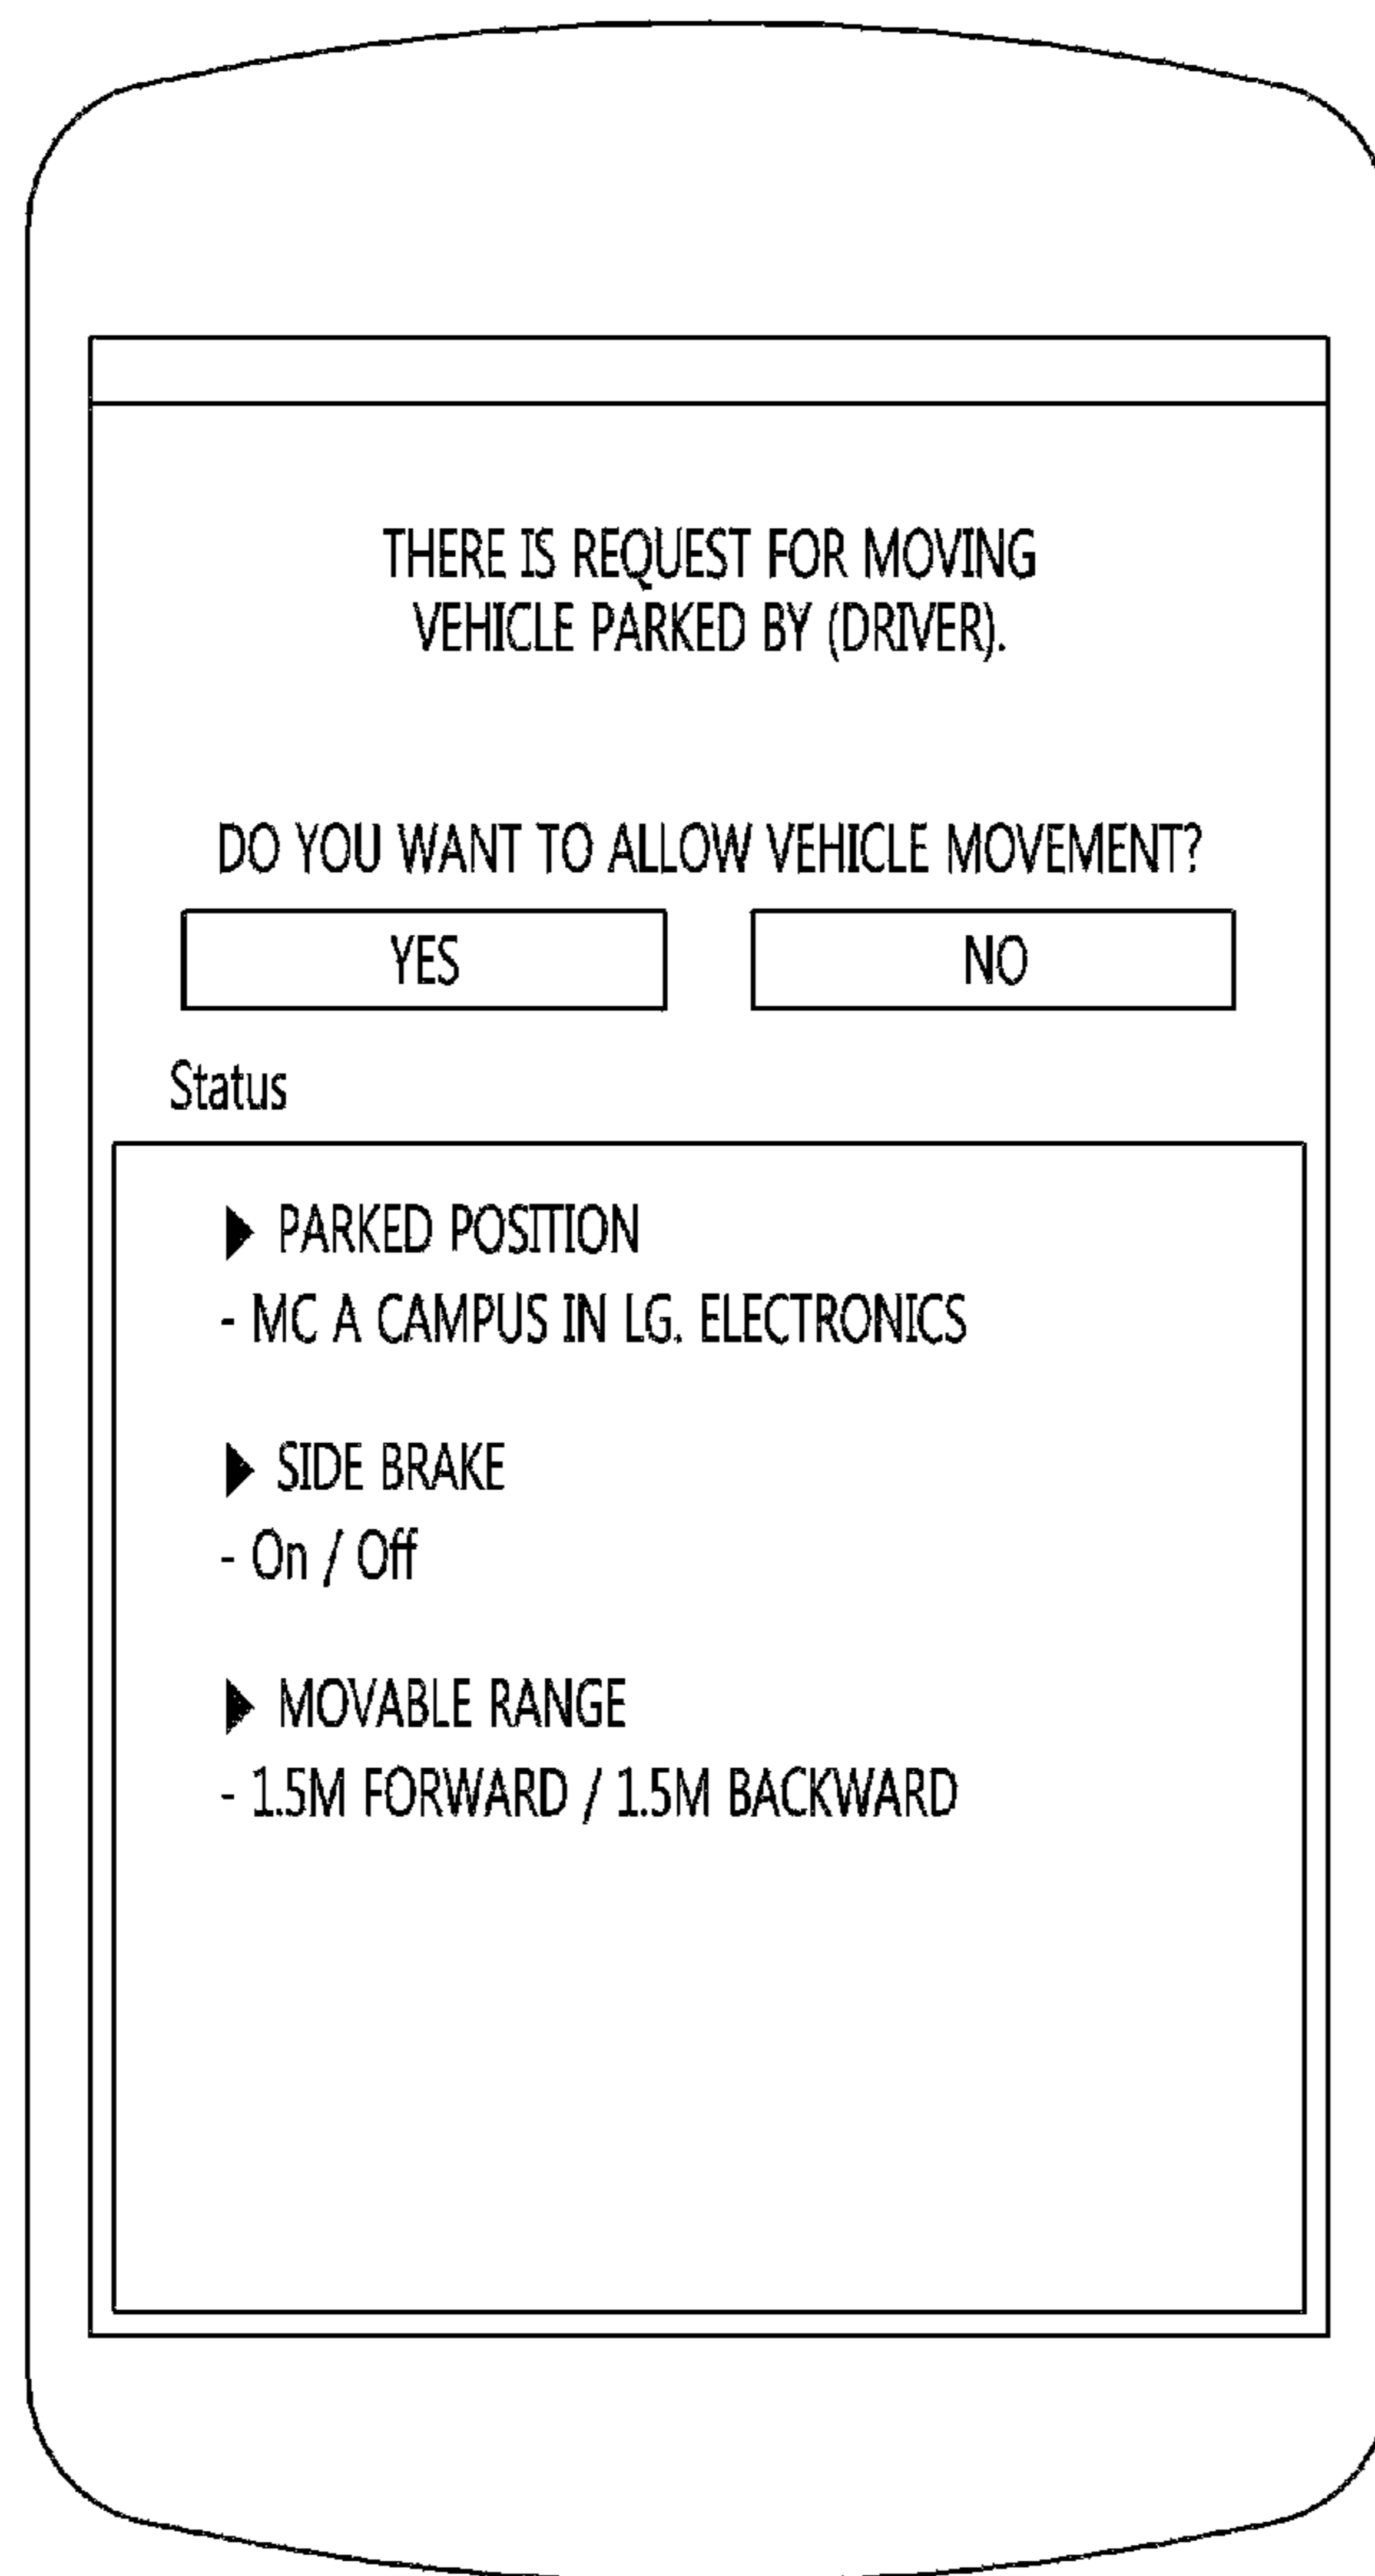 THERE IS REQUEST FOR MOVING
VEHICLE PARKED BY (DRIVER).
DO YOU WANT TO ALLOW VEHICLE MOVEMENT?
YES NO
Status
▶ PARKED POSITION
- MC A CAMPUS IN LG. ELECTRONICS
▶ SIDE BRAKE
- On / Off
▶ MOVABLE RANGE
- 1.5M FORWARD / 1.5M BACKWARD